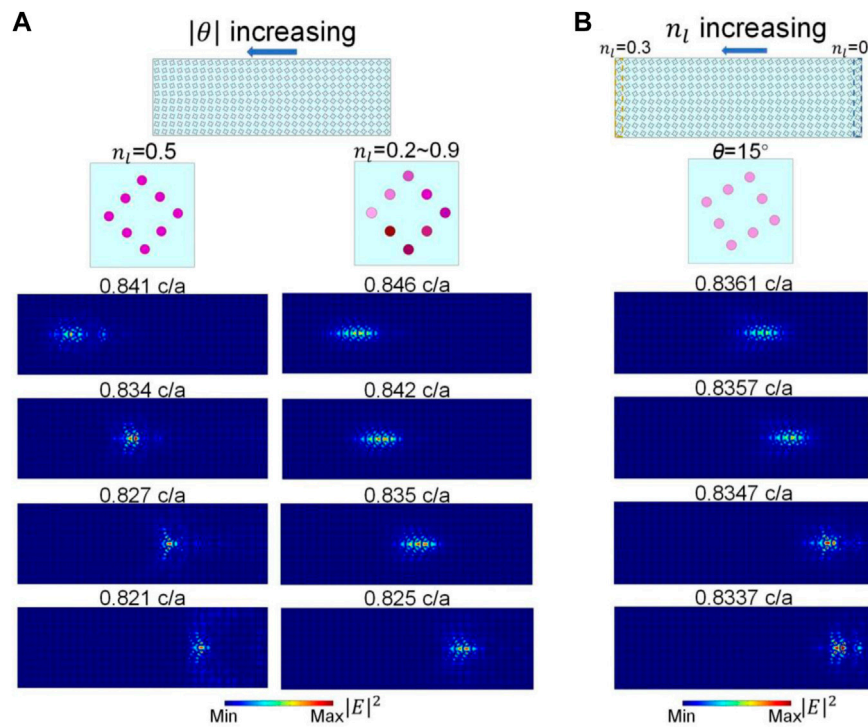 A
|θ| increasing
n_l=0.5
n_l=0.2~0.9
0.841 c/a
0.846 c/a
0.834 c/a
0.842 c/a
0.827 c/a
0.835 c/a
0.821 c/a
0.825 c/a
Min
Max
|E|²
B
n_l increasing
n_l=0.3
n_l=0
θ=15°
0.8361 c/a
0.8357 c/a
0.8347 c/a
0.8337 c/a
Min
Max
|E|²